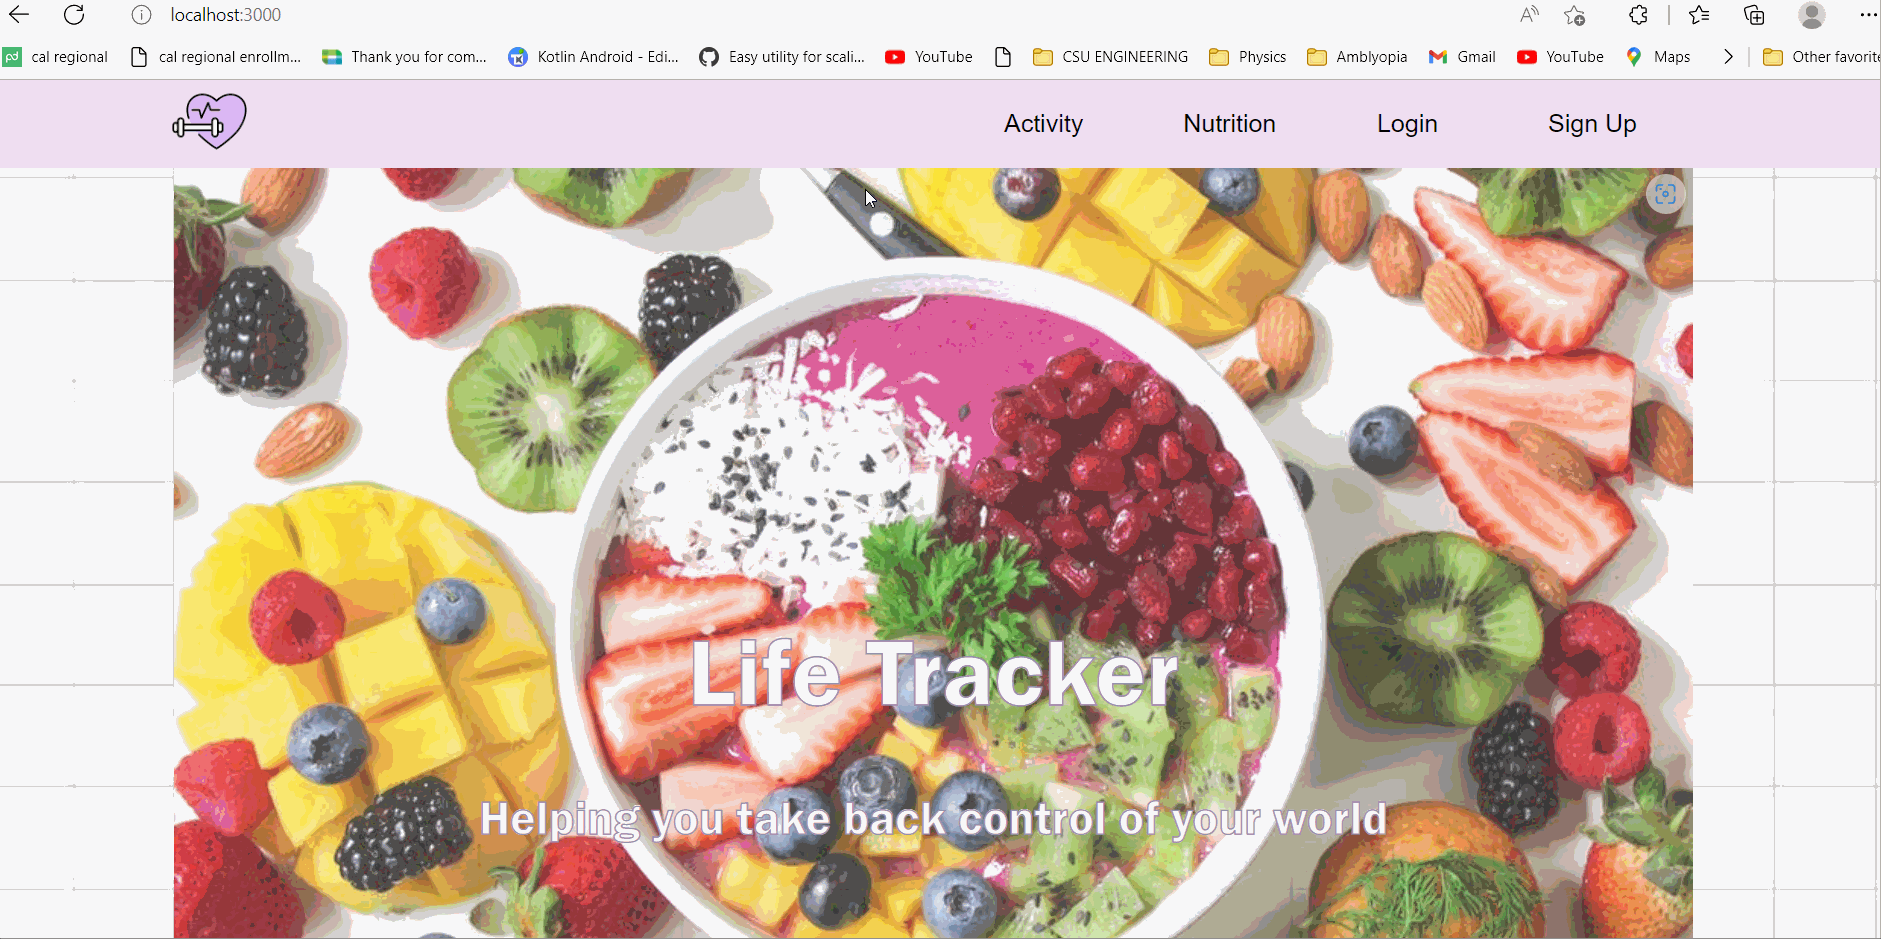 localhost:3000
cal regional
cal regional enrollm...
Thank you for com...
Kotlin Android - Edi...
Easy utility for scali...
YouTube
CSU ENGINEERING
Physics
Amblyopia
Gmail
YouTube
Maps
Other favorite
Activity
Nutrition
Login
Sign Up
Life Tracker
Helping you take back control of your world